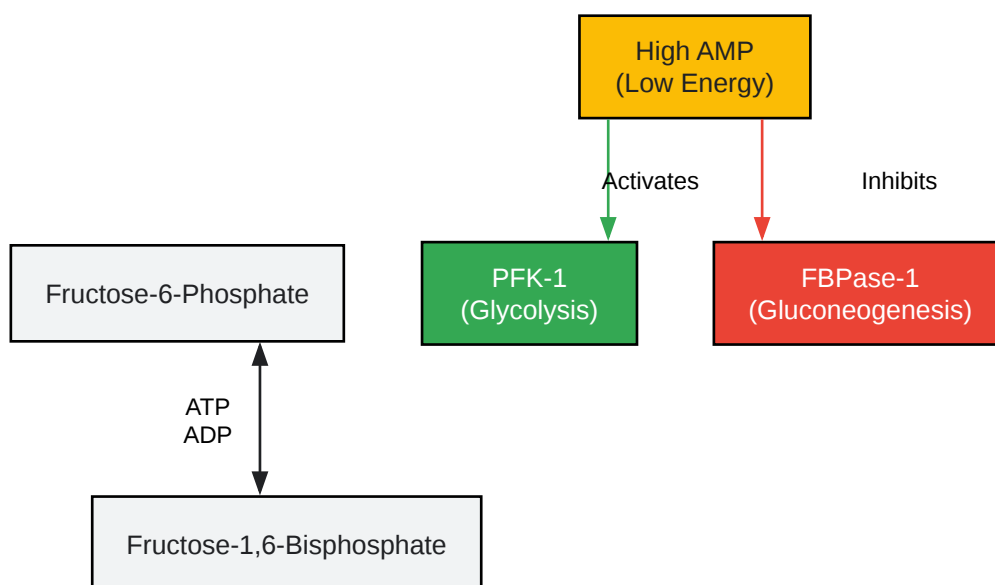 High AMP
(Low Energy)
Activates
Inhibits
PFK-1
(Glycolysis)
FBPase-1
(Gluconeogenesis)
Fructose-6-Phosphate
ATP
ADP
Fructose-1,6-Bisphosphate